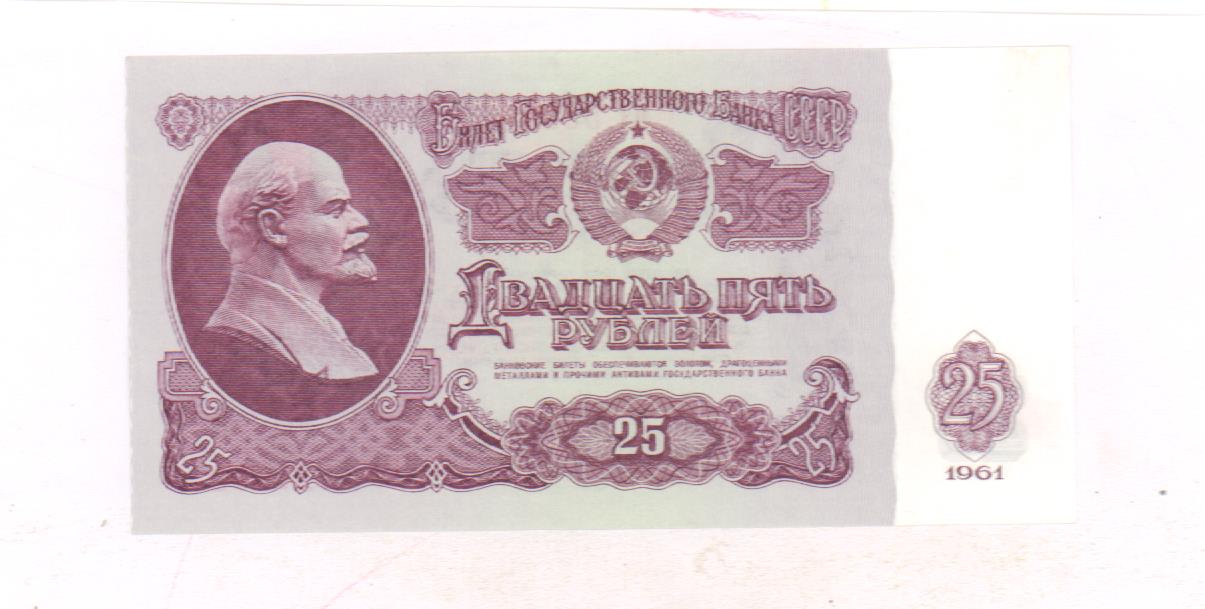 Билет Государственного Банка СССР
Двадцать пять
рублей
БАНКОВСКИЕ БИЛЕТЫ ОБЕСПЕЧИВАЮТСЯ ЗОЛОТОМ, ДРАГОЦЕННЫМИ
МЕТАЛЛАМИ И ПРОЧИМИ АКТИВАМИ ГОСУДАРСТВЕННОГО БАНКА
25
25
25
25
1961